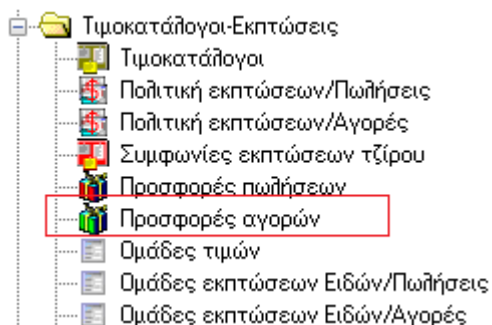 Τιμοκατάλογοι-Εκπτώσεις
Τιμοκατάλογοι
Πολιτική εκπτώσεων/Πωλήσεις
Πολιτική εκπτώσεων/Αγορές
Συμφωνίες εκπτώσεων τζίρου
Προσφορές πωλήσεων
Προσφορές αγορών
Ομάδες τιμών
Ομάδες εκπτώσεων Ειδών/Πωλήσεις
Ομάδες εκπτώσεων Ειδών/Αγορές